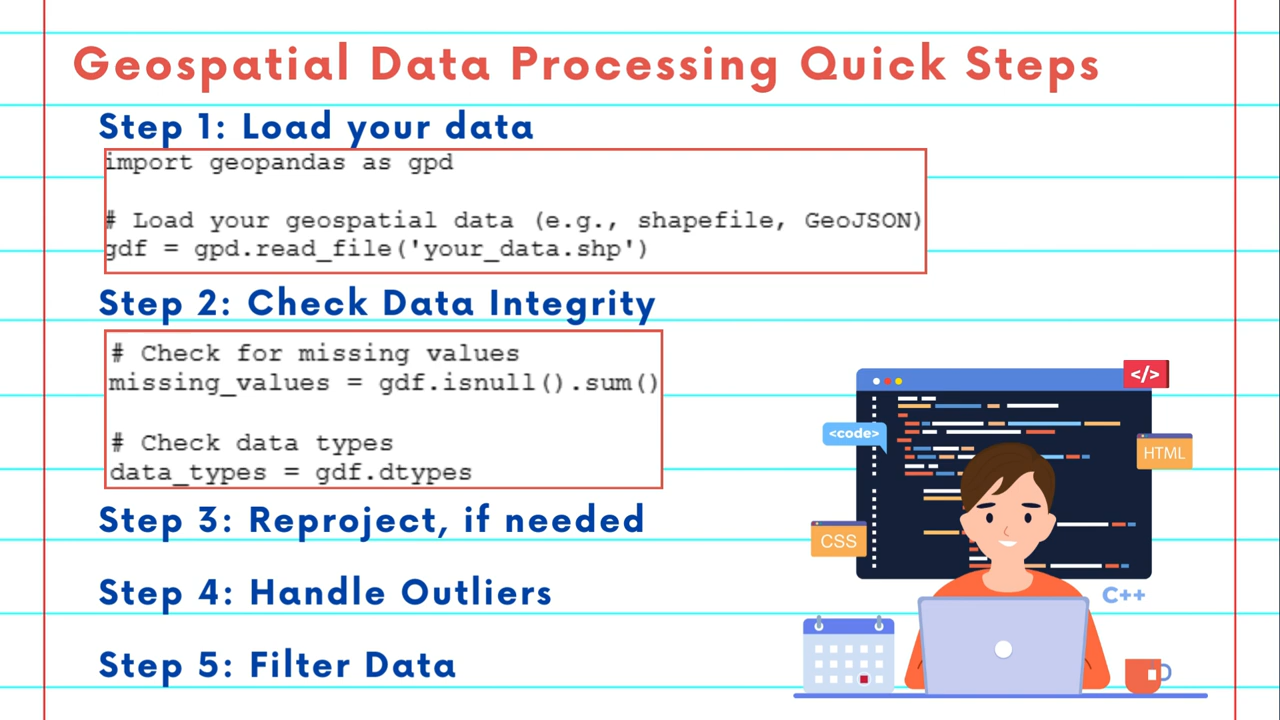 Geospatial Data Processing Quick Steps
Step 1: Load your data
import geopandas as gpd
# Load your geospatial data (e.g., shapefile, GeoJSON)
gdf = gpd.read_file('your_data.shp')
Step 2: Check Data Integrity
# Check for missing values
missing_values = gdf.isnull().sum()
# Check data types
data_types = gdf.dtypes
Step 3: Reproject, if needed
Step 4: Handle Outliers
Step 5: Filter Data
</>
<code>
HTML
CSS
C++